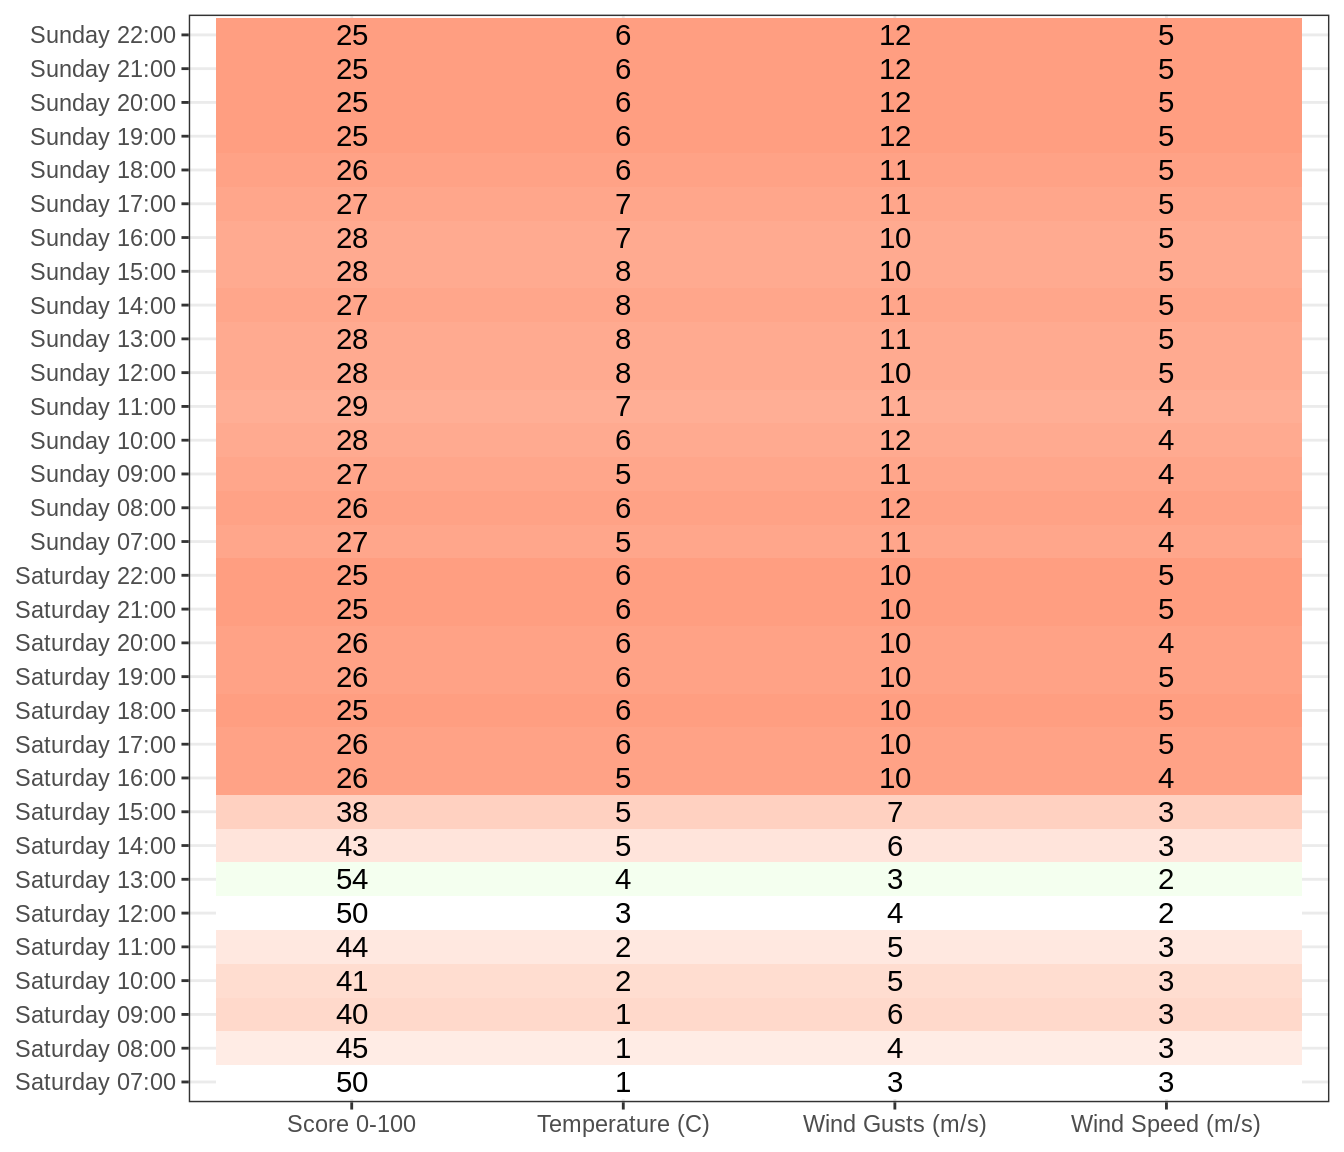 Sunday 22:00 25 6 12 5
Sunday 21:00 25 6 12 5
Sunday 20:00 25 6 12 5
Sunday 19:00 25 6 12 5
Sunday 18:00 26 6 11 5
Sunday 17:00 27 7 11 5
Sunday 16:00 28 7 10 5
Sunday 15:00 28 8 10 5
Sunday 14:00 27 8 11 5
Sunday 13:00 28 8 11 5
Sunday 12:00 28 8 10 5
Sunday 11:00 29 7 11 4
Sunday 10:00 28 6 12 4
Sunday 09:00 27 5 11 4
Sunday 08:00 26 6 12 4
Sunday 07:00 27 5 11 4
Saturday 22:00 25 6 10 5
Saturday 21:00 25 6 10 5
Saturday 20:00 26 6 10 4
Saturday 19:00 26 6 10 5
Saturday 18:00 25 6 10 5
Saturday 17:00 26 6 10 5
Saturday 16:00 26 5 10 4
Saturday 15:00 38 5 7 3
Saturday 14:00 43 5 6 3
Saturday 13:00 54 4 3 2
Saturday 12:00 50 3 4 2
Saturday 11:00 44 2 5 3
Saturday 10:00 41 2 5 3
Saturday 09:00 40 1 6 3
Saturday 08:00 45 1 4 3
Saturday 07:00 50 1 3 3
Score 0-100 Temperature (C) Wind Gusts (m/s) Wind Speed (m/s)